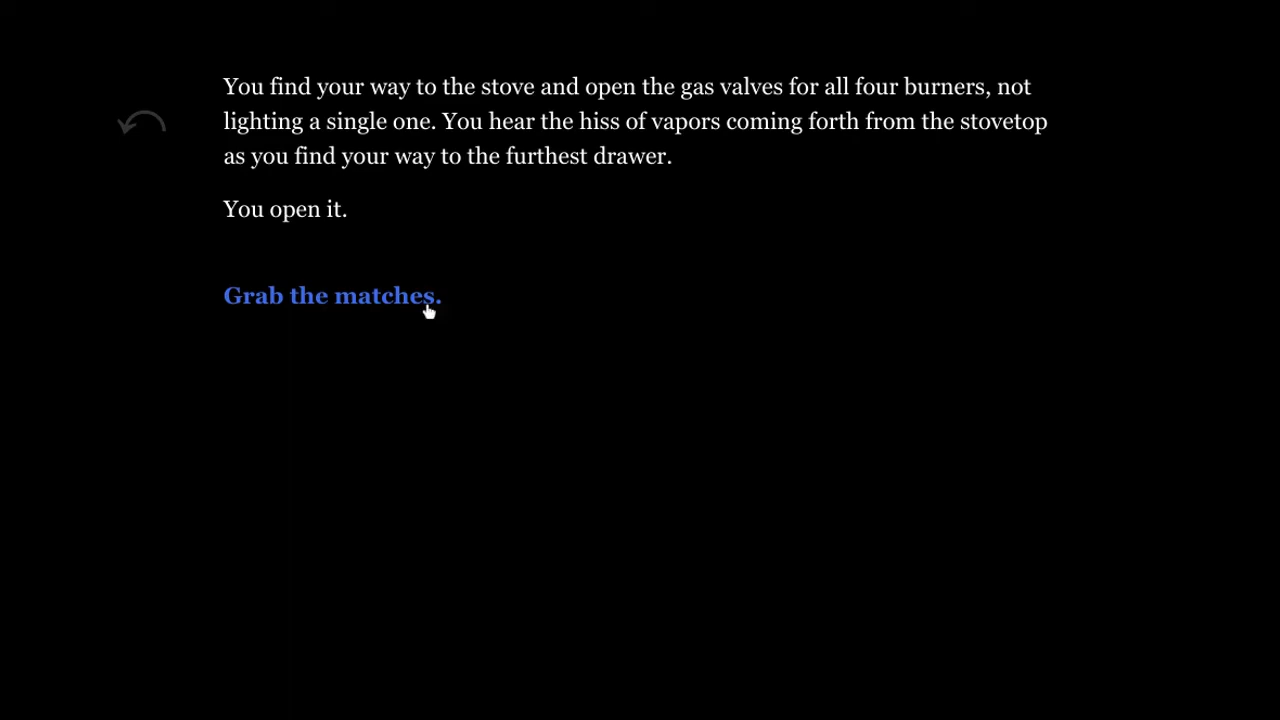 You find your way to the stove and open the gas valves for all four burners, not
lighting a single one. You hear the hiss of vapors coming forth from the stovetop
as you find your way to the furthest drawer.
You open it.
Grab the matches.